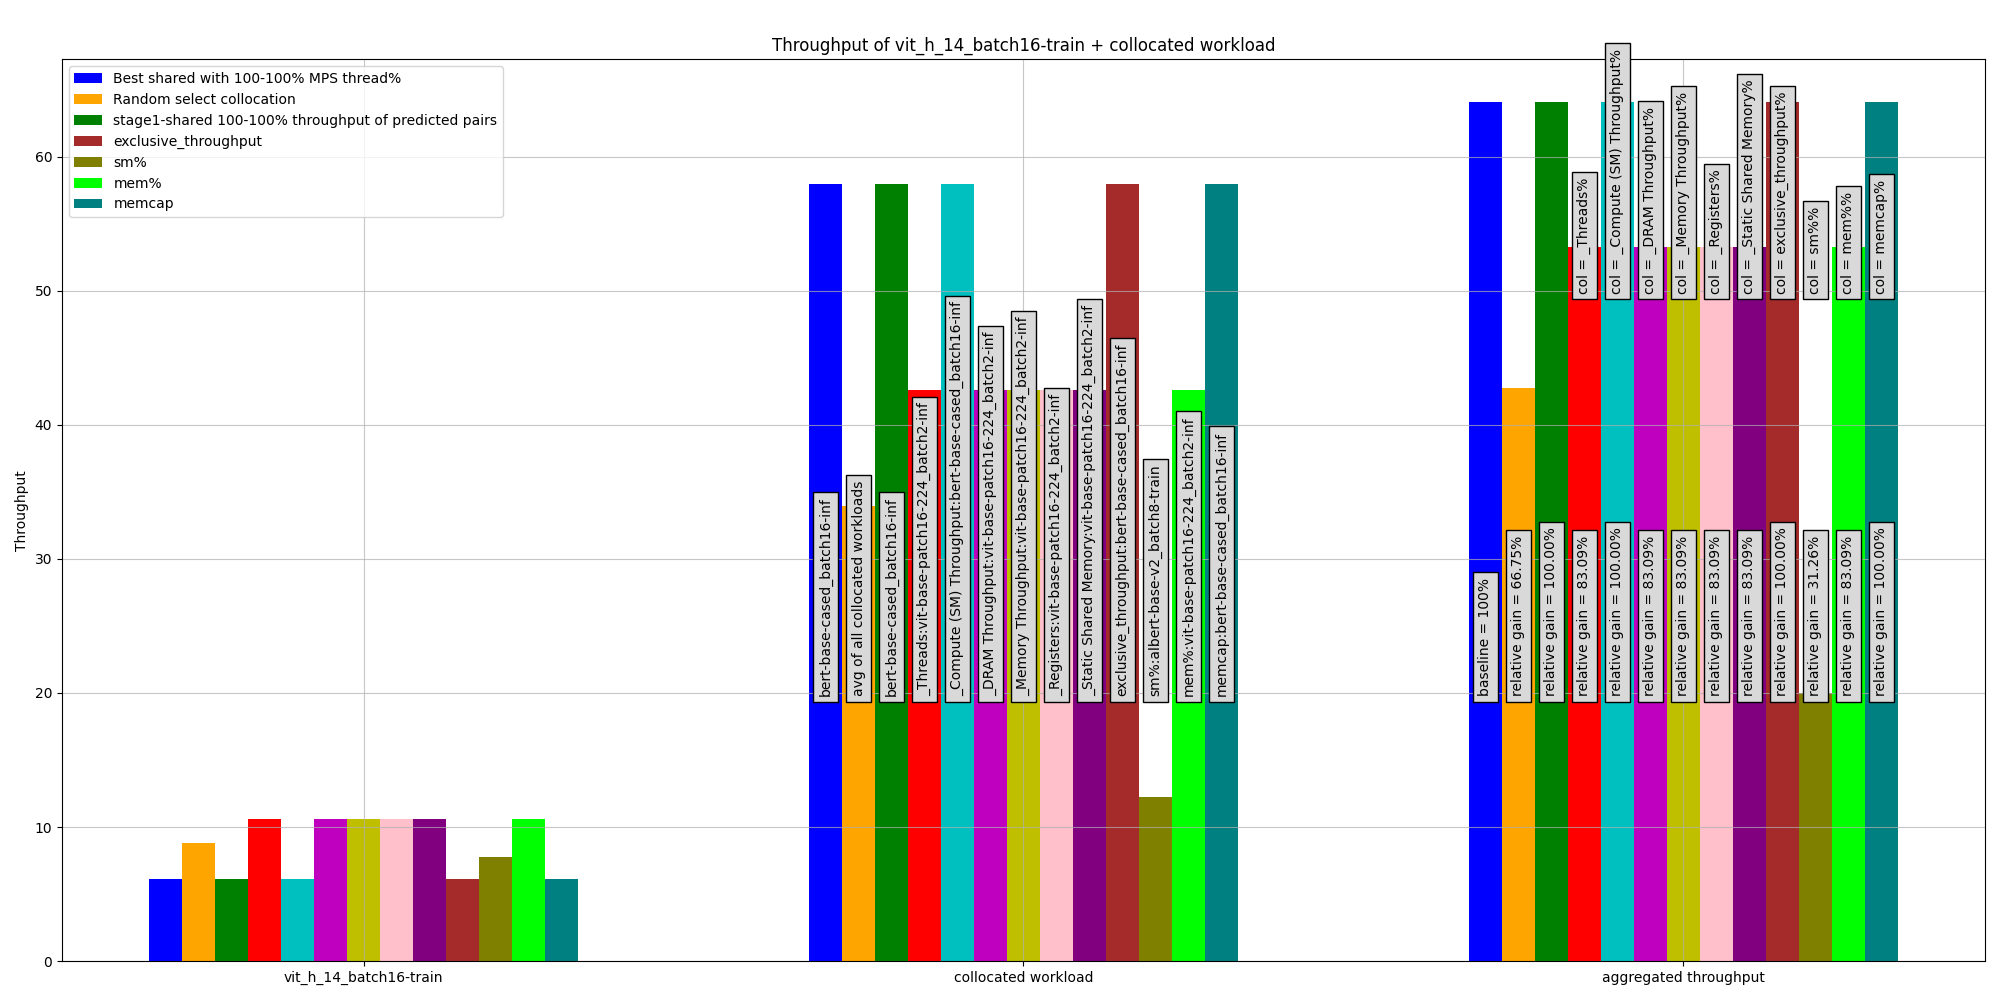 Throughput of vit_h_14_batch16-train + collocated workload
Best shared with 100-100% MPS thread%
Random select collocation
stage1-shared 100-100% throughput of predicted pairs
exclusive_throughput
sm%
mem%
memcap
Throughput
60
50
40
30
20
10
0
bert-base-cased_batch16-inf
avg of all collocated workloads
bert-base-cased_batch16-inf
_Threads:vit-base-patch16-224_batch2-inf
_Compute (SM) Throughput:bert-base-cased_batch16-inf
_DRAM Throughput:vit-base-patch16-224_batch2-inf
_Memory Throughput:vit-base-patch16-224_batch2-inf
_Registers:vit-base-patch16-224_batch2-inf
_Static Shared Memory:vit-base-patch16-224_batch2-inf
exclusive_throughput:bert-base-cased_batch16-inf
sm%:albert-base-v2_batch8-train
mem%:vit-base-patch16-224_batch2-inf
memcap:bert-base-cased_batch16-inf
col = _Threads%
col = _Compute (SM) Throughput%
col = _DRAM Throughput%
col = _Memory Throughput%
col = _Registers%
col = _Static Shared Memory%
col = exclusive_throughput%
col = sm%%
col = mem%%
col = memcap%
baseline = 100%
relative gain = 66.75%
relative gain = 100.00%
relative gain = 83.09%
relative gain = 100.00%
relative gain = 83.09%
relative gain = 83.09%
relative gain = 83.09%
relative gain = 83.09%
relative gain = 100.00%
relative gain = 31.26%
relative gain = 83.09%
relative gain = 100.00%
vit_h_14_batch16-train
collocated workload
aggregated throughput